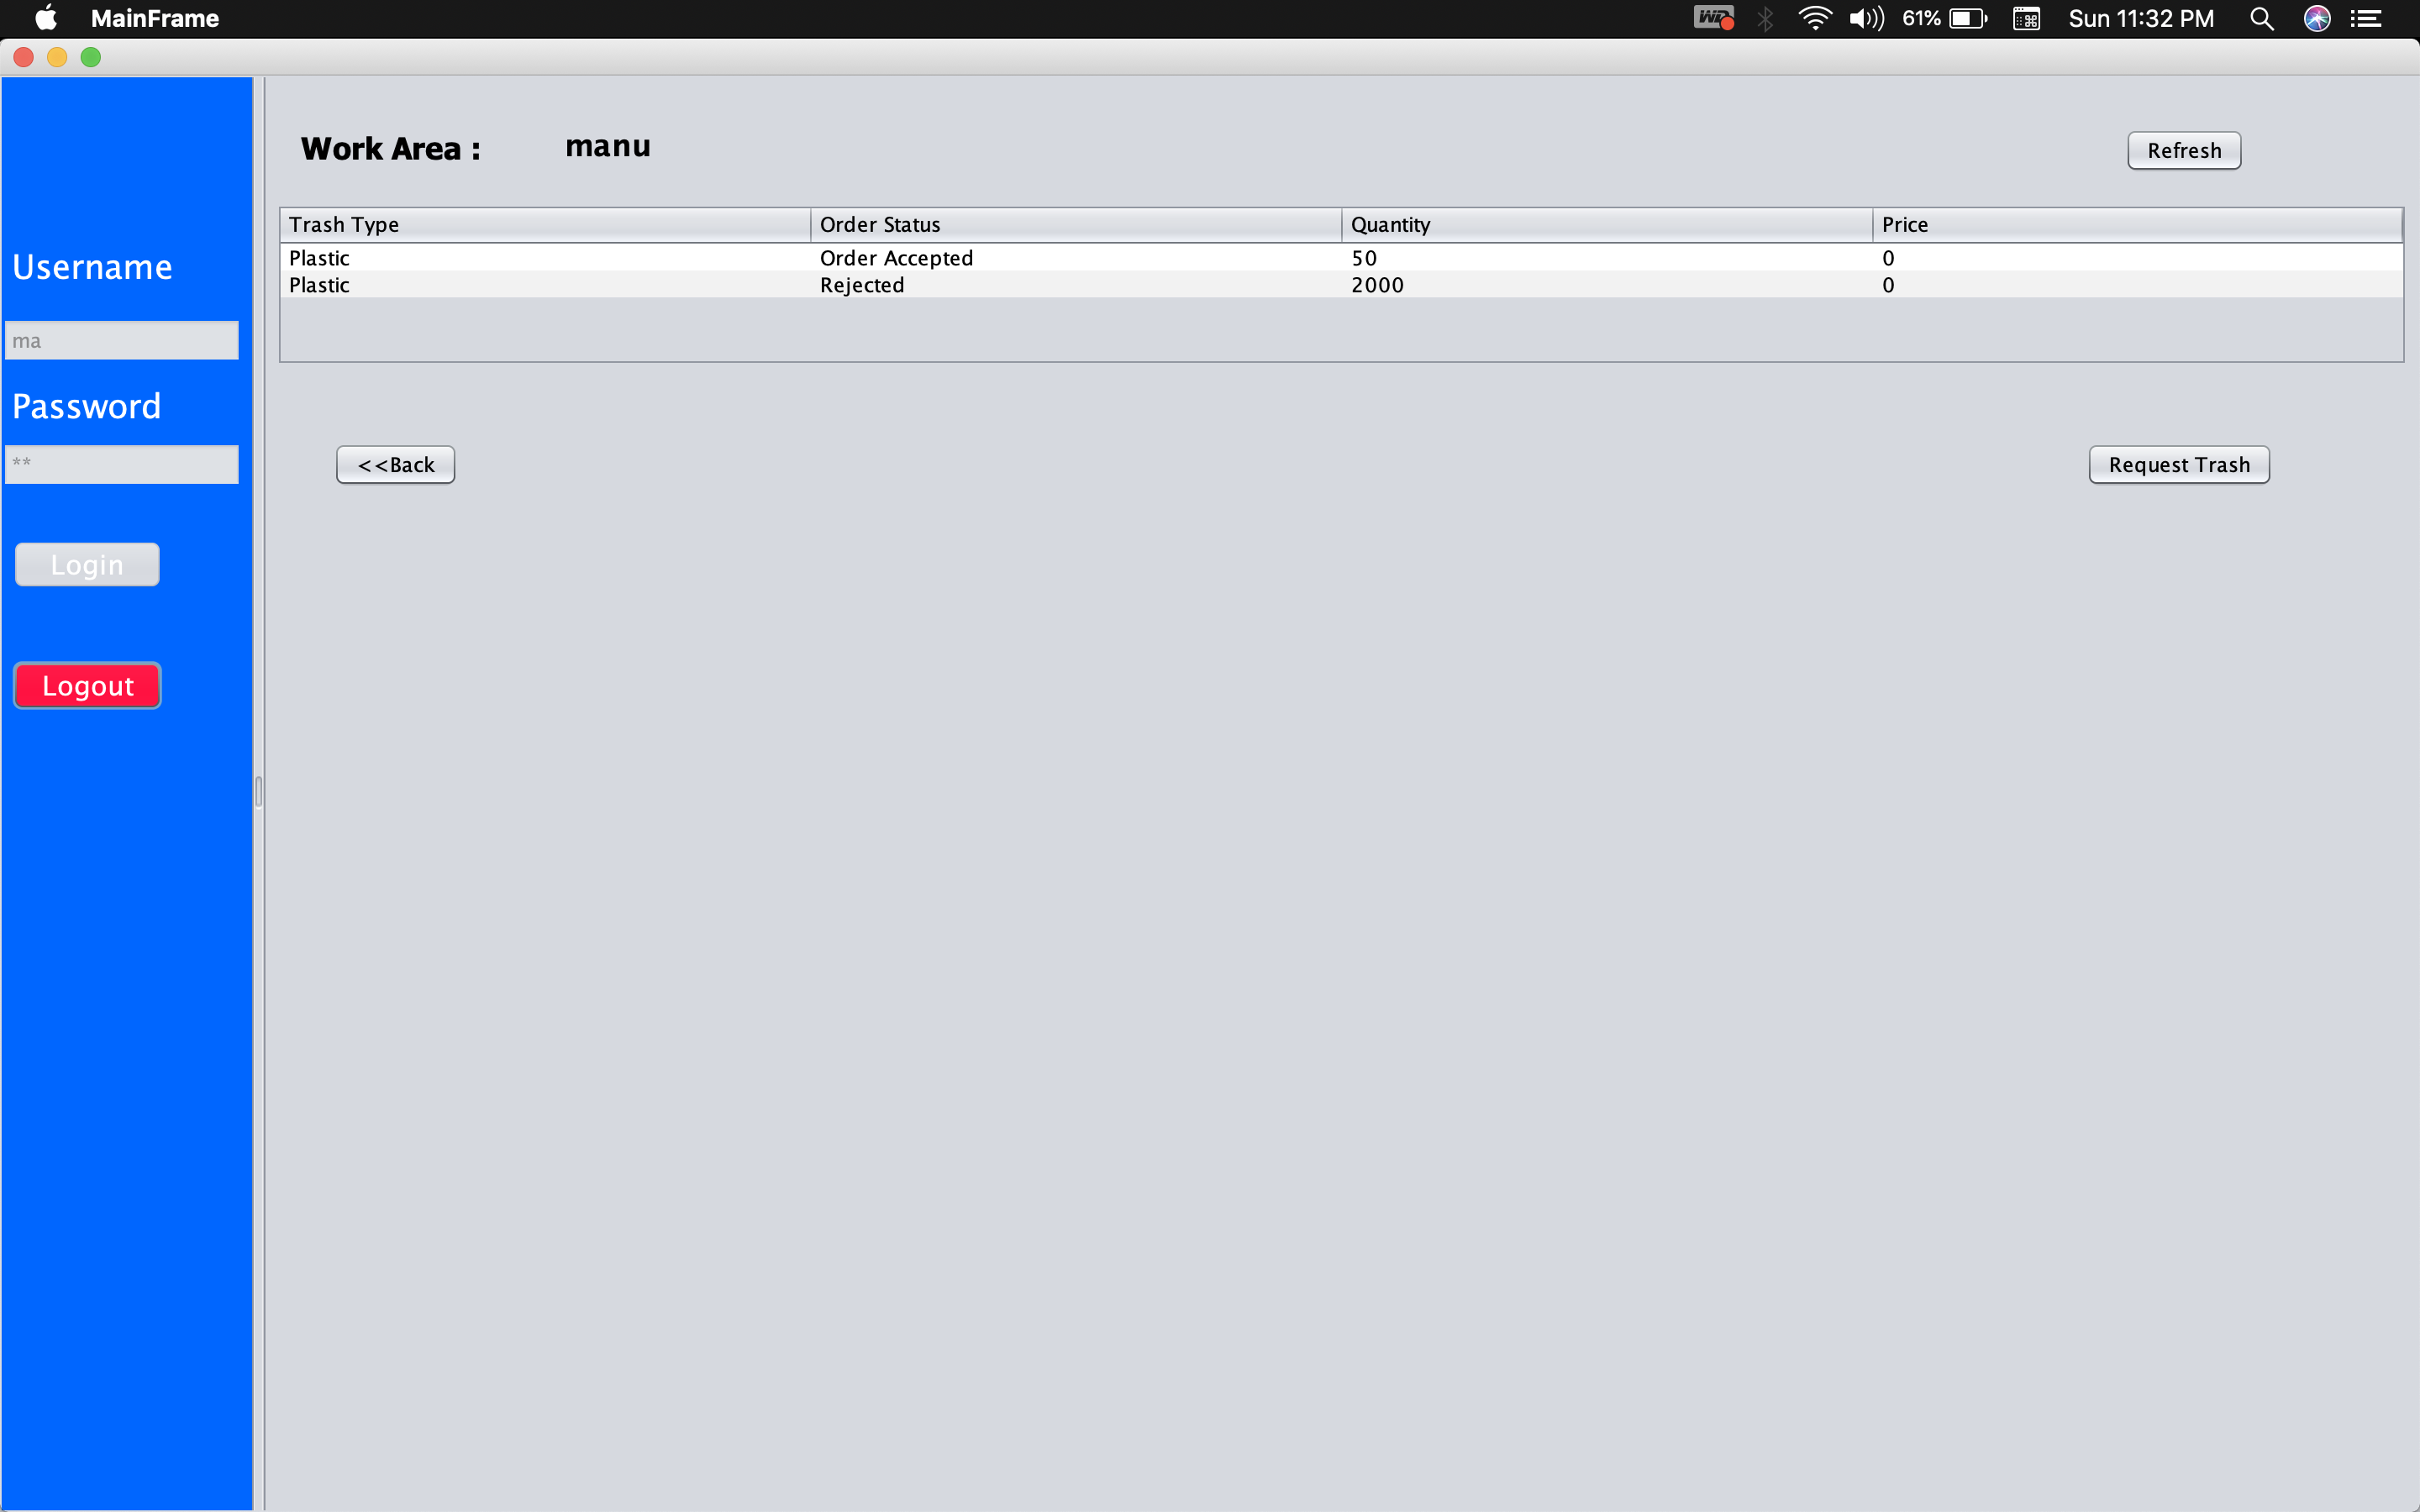 MainFrame
WD
61%
Sun 11:32 PM
Username
ma
Password
**
Login
Logout
Work Area :
manu
Refresh
Trash Type Order Status Quantity Price
Plastic Order Accepted 50 0
Plastic Rejected 2000 0
<<Back
Request Trash